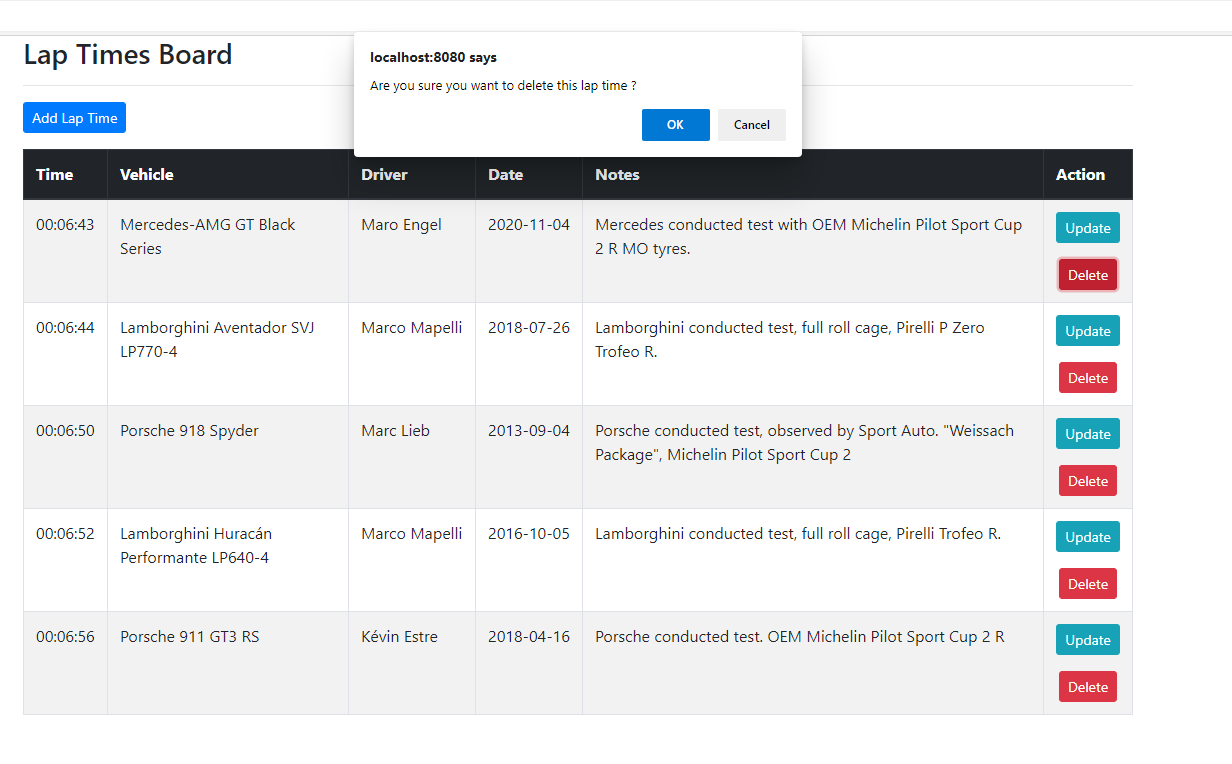 Lap Times Board
localhost:8080 says
Are you sure you want to delete this lap time ?
OK Cancel
Add Lap Time
Time Vehicle Driver Date Notes Action
00:06:43 Mercedes-AMG GT Black Maro Engel 2020-11-04 Mercedes conducted test with OEM Michelin Pilot Sport Cup Update
Series 2 R MO tyres.
Delete
00:06:44 Lamborghini Aventador SVJ Marco Mapelli 2018-07-26 Lamborghini conducted test, full roll cage, Pirelli P Zero Update
LP770-4 Trofeo R.
Delete
00:06:50 Porsche 918 Spyder Marc Lieb 2013-09-04 Porsche conducted test, observed by Sport Auto. "Weissach Update
Package", Michelin Pilot Sport Cup 2
Delete
00:06:52 Lamborghini Huracán Marco Mapelli 2016-10-05 Lamborghini conducted test, full roll cage, Pirelli Trofeo R. Update
Performante LP640-4
Delete
00:06:56 Porsche 911 GT3 RS Kévin Estre 2018-04-16 Porsche conducted test. OEM Michelin Pilot Sport Cup 2 R Update
Delete